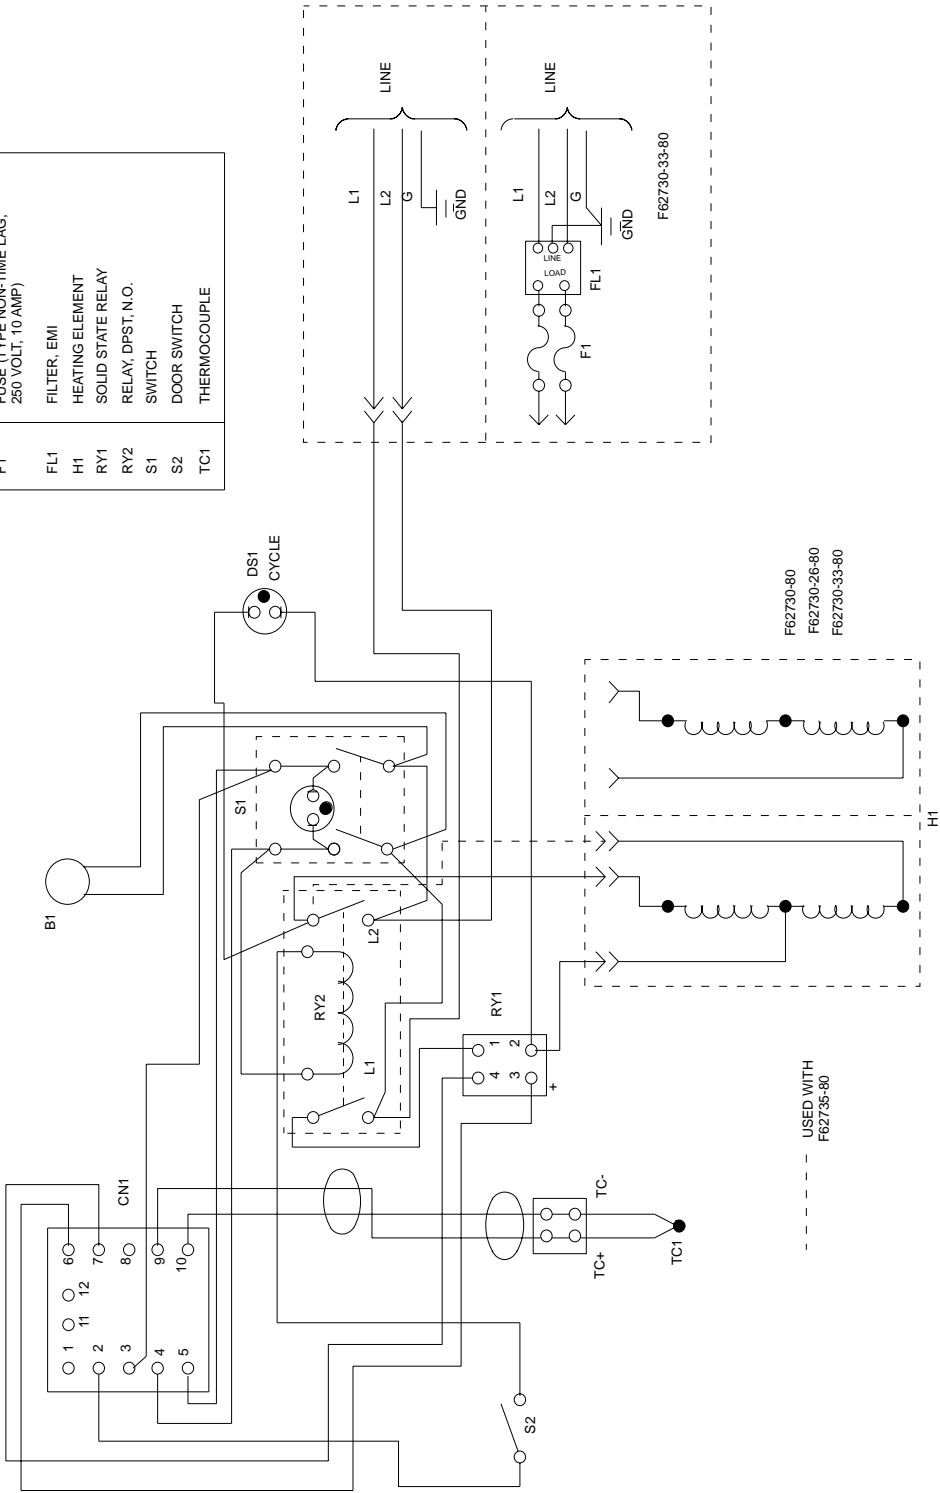 F1 FUSE (TYPE NON-TIME LAG,
250 VOLT, 10 AMP)
FL1 FILTER, EMI
H1 HEATING ELEMENT
RY1 SOLID STATE RELAY
RY2 RELAY, DPST, N.O.
S1 SWITCH
S2 DOOR SWITCH
TC1 THERMOCOUPLE
LINE
L1
L2
G
GND
LINE
L1
L2
G
GND
LINE
LOAD
FL1
F1
F62730-33-80
DS1
CYCLE
B1
S1
L2
RY2
L1
RY1
1
2
4
3
+
F62730-80
F62730-26-80
F62730-33-80
H1
CN1
6
7
8
9
10
12
11
1
2
3
4
5
TC-
TC+
TC1
S2
USED WITH
F62735-80